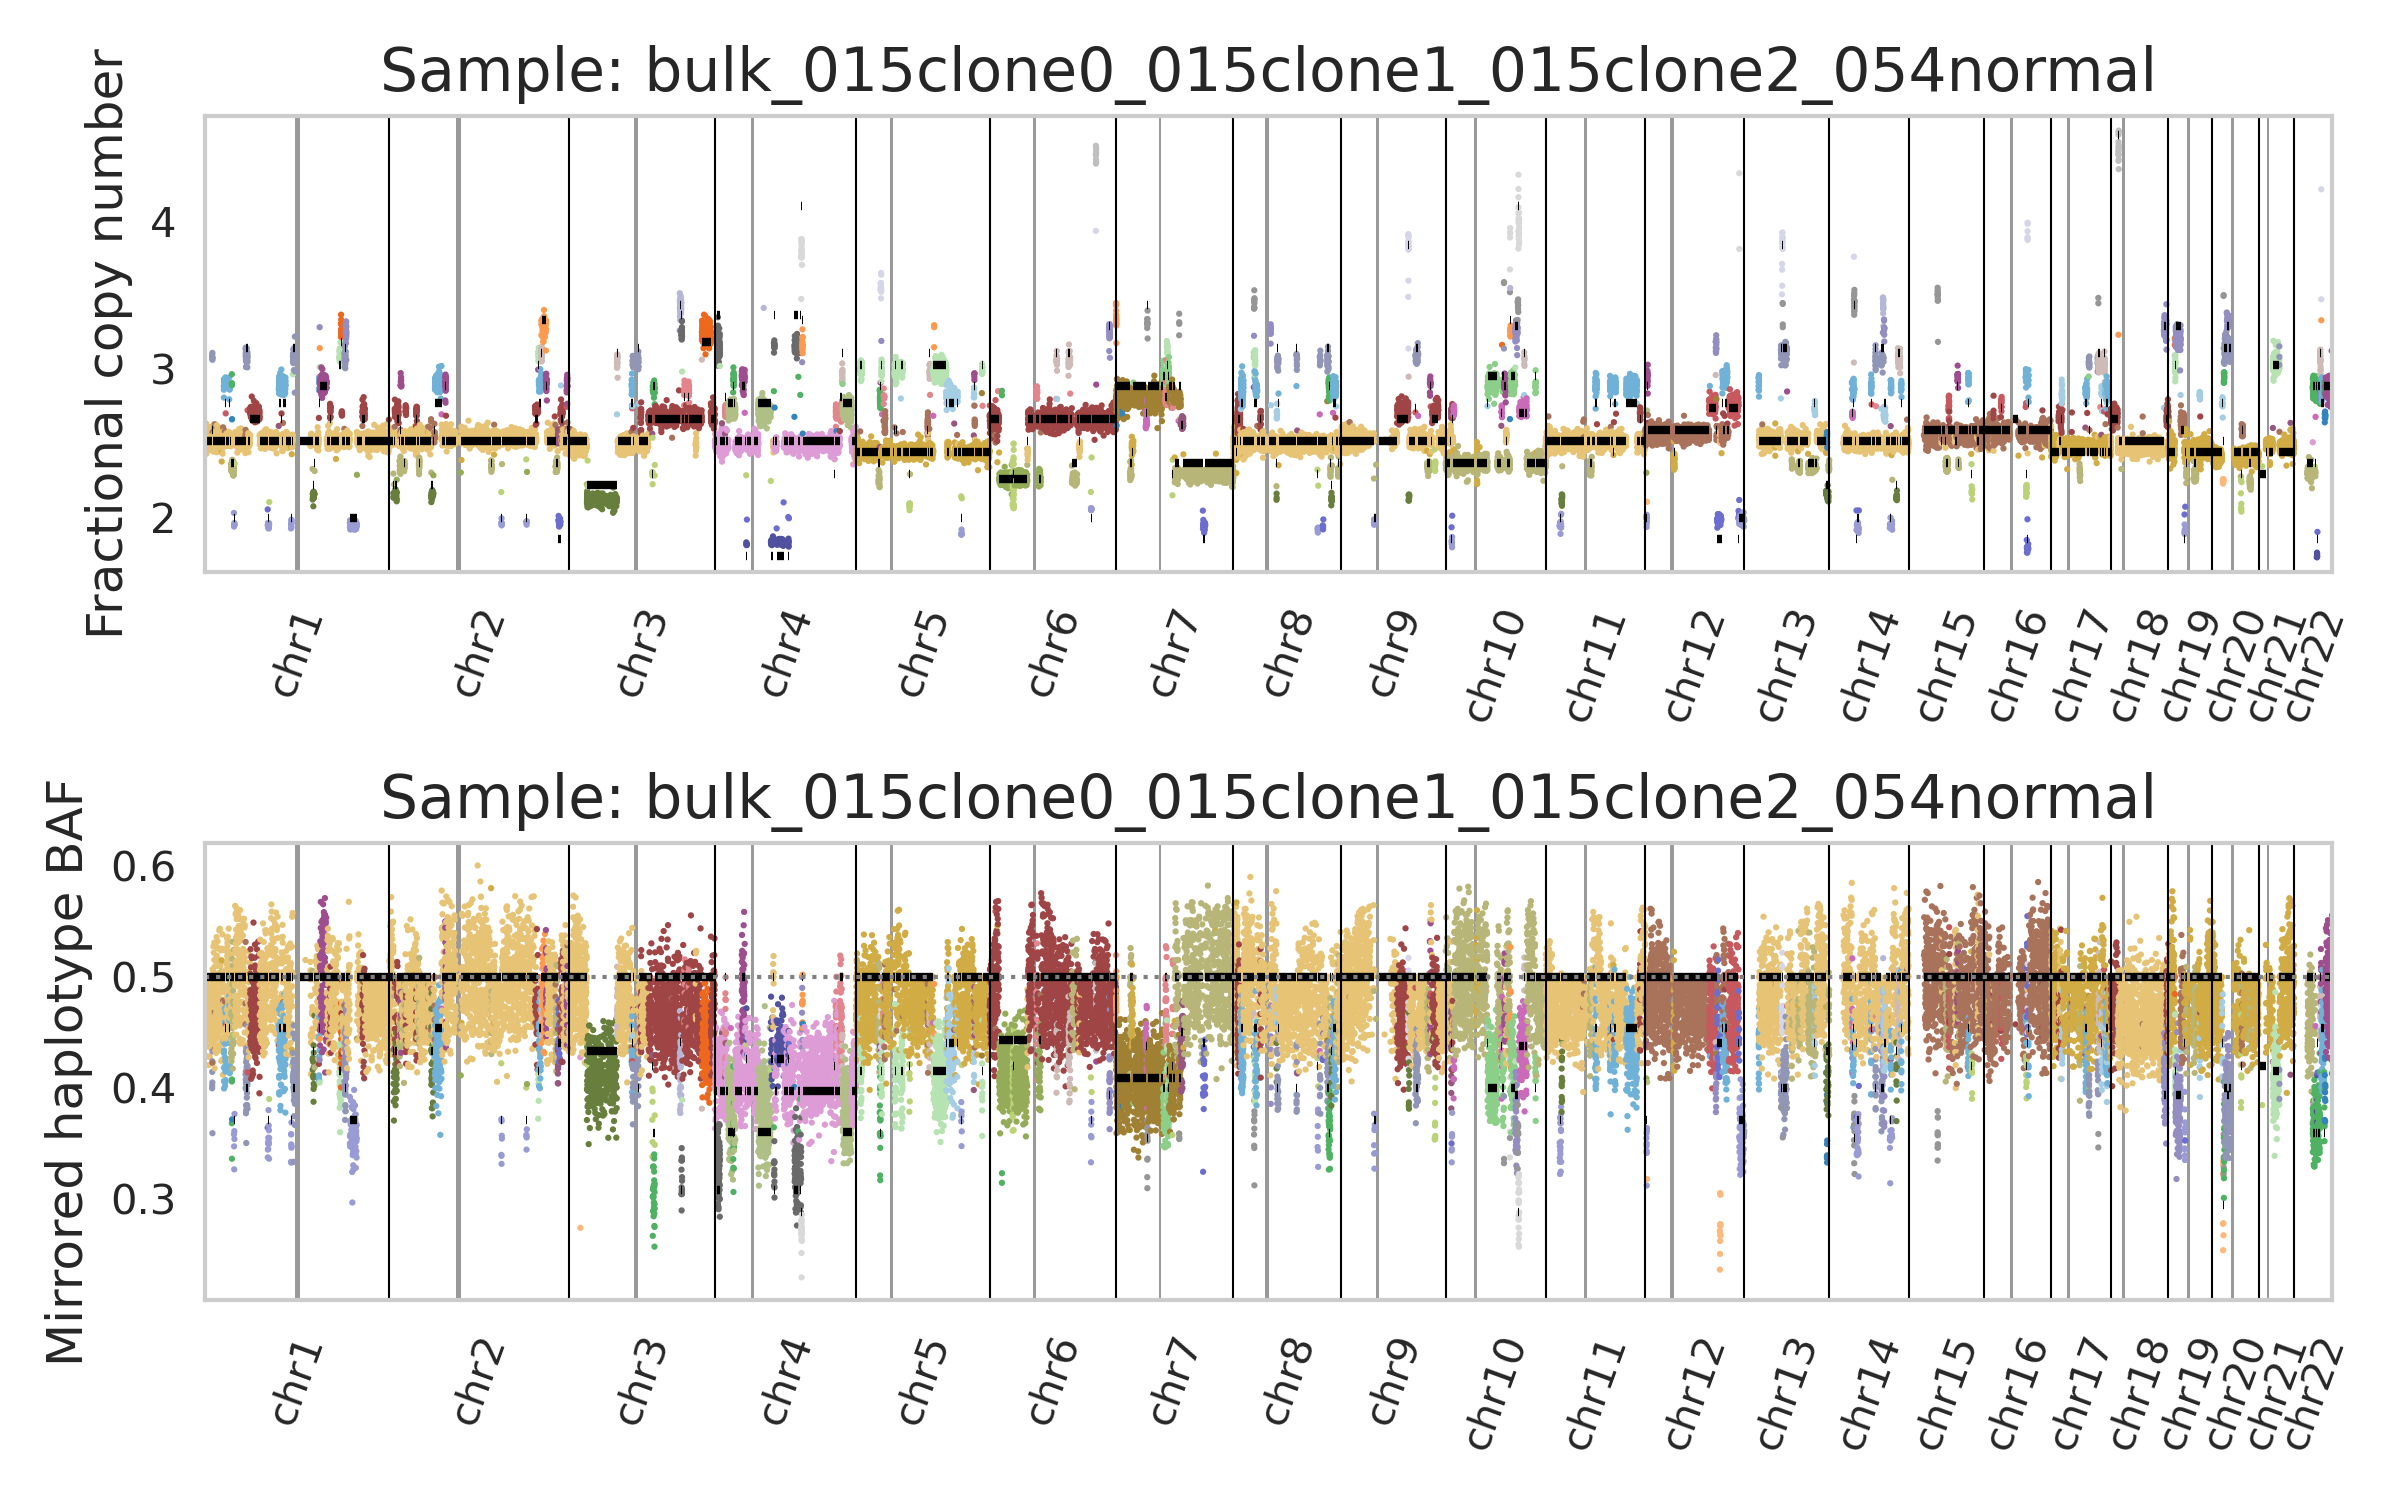 Sample: bulk_015clone0_015clone1_015clone2_054normal
Fractional copy number
4
3
2
chr1
chr2
chr3
chr4
chr5
chr6
chr7
chr8
chr9
chr10
chr11
chr12
chr13
chr14
chr15
chr16
chr17
chr18
chr19
chr20
chr21
chr22
Sample: bulk_015clone0_015clone1_015clone2_054normal
Mirrored haplotype BAF
0.6
0.5
0.4
0.3
chr1
chr2
chr3
chr4
chr5
chr6
chr7
chr8
chr9
chr10
chr11
chr12
chr13
chr14
chr15
chr16
chr17
chr18
chr19
chr20
chr21
chr22